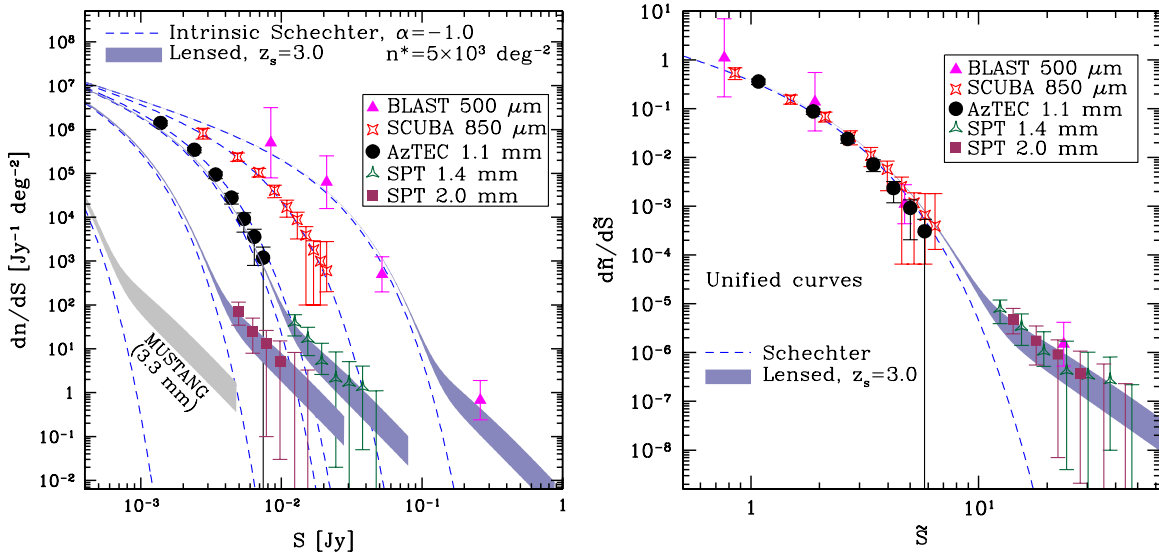 Intrinsic Schechter, α=−1.0
Lensed, z_s=3.0 n*=5×10³ deg⁻²
BLAST 500 μm
SCUBA 850 μm
AzTEC 1.1 mm
SPT 1.4 mm
SPT 2.0 mm
MUSTANG
(3.3 mm)
dn/dS [Jy⁻¹ deg⁻²]
10⁸
10⁷
10⁶
10⁵
10⁴
10³
10²
10¹
1
10⁻¹
10⁻²
10⁻³ 10⁻² 10⁻¹ 1
S [Jy]
BLAST 500 μm
SCUBA 850 μm
AzTEC 1.1 mm
SPT 1.4 mm
SPT 2.0 mm
Unified curves
Schechter
Lensed, z_s=3.0
dñ/dS̃
10¹
1
10⁻¹
10⁻²
10⁻³
10⁻⁴
10⁻⁵
10⁻⁶
10⁻⁷
10⁻⁸
1 10¹
S̃